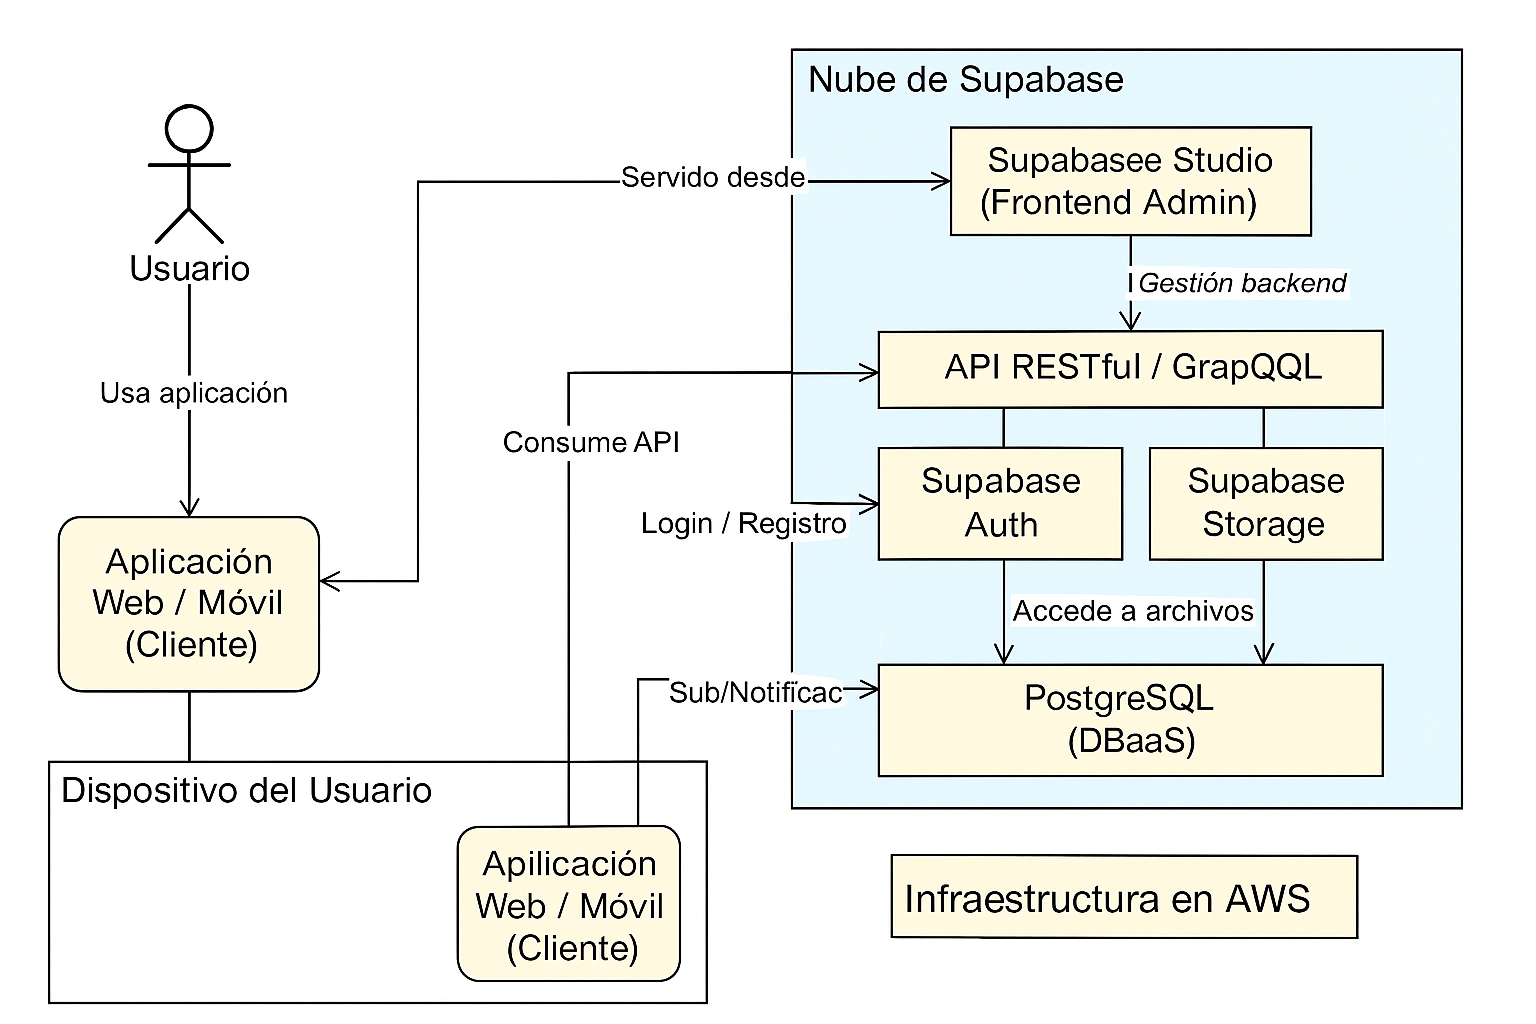 Nube de Supabase
Supabasee Studio
(Frontend Admin)
Servido desde
Usuario
Gestión backend
API RESTful / GrapQQL
Usa aplicación
Consume API
Supabase
Auth
Supabase
Storage
Login / Registro
Aplicación
Web / Móvil
(Cliente)
Accede a archivos
Sub/Notificac
PostgreSQL
(DBaaS)
Dispositivo del Usuario
Apilicación
Web / Móvil
(Cliente)
Infraestructura en AWS